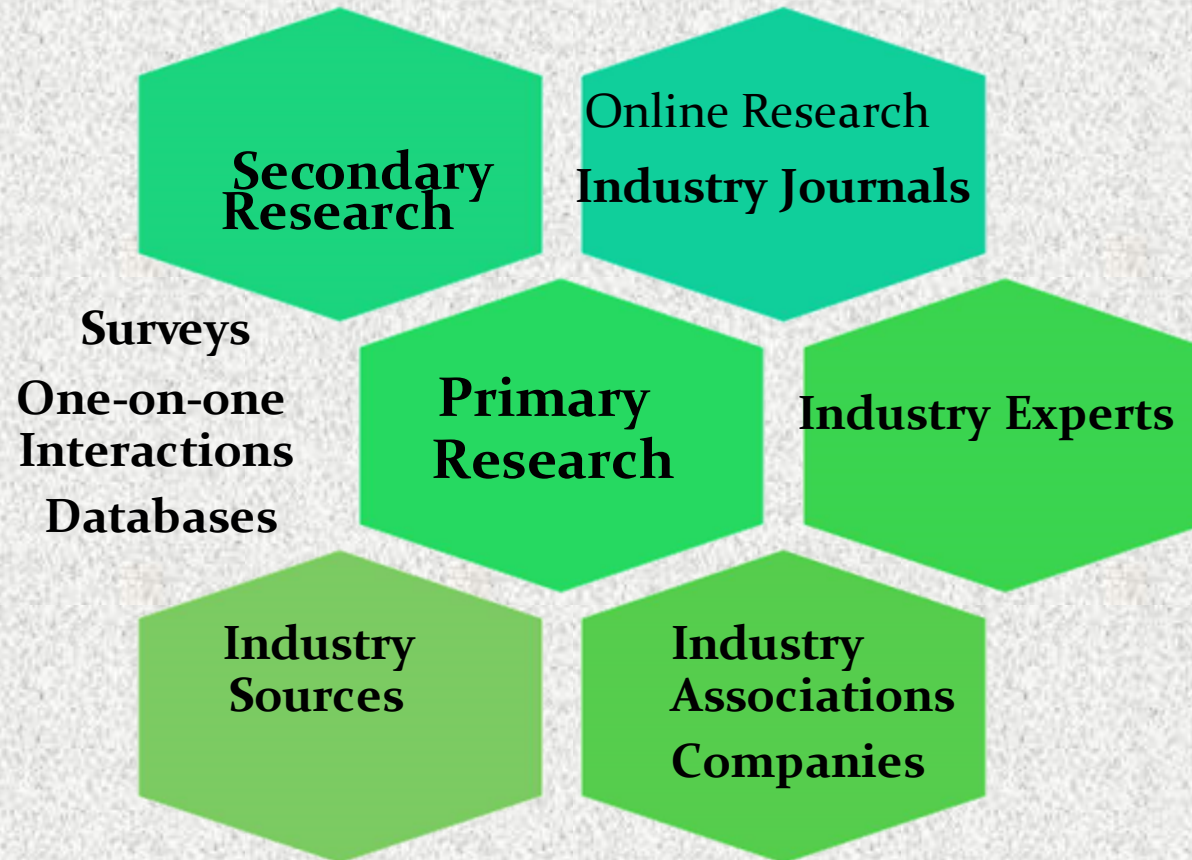 Secondary
Research
Online Research
Industry Journals
Surveys
One-on-one
Interactions
Databases
Primary
Research
Industry Experts
Industry
Sources
Industry
Associations
Companies